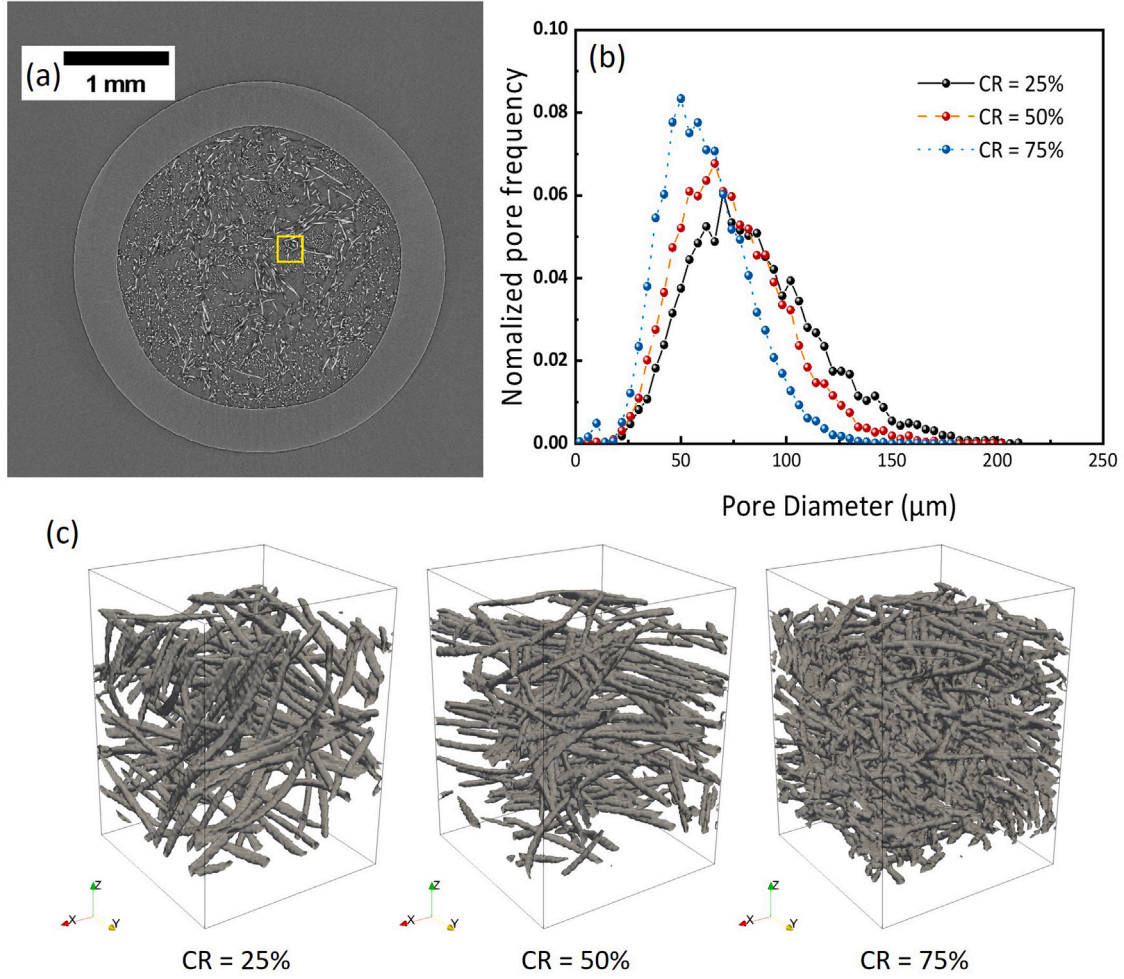 (a)
1 mm
(b)
0.10
0.08
0.06
0.04
0.02
0.00
Nomalized pore frequency
CR = 25%
CR = 50%
CR = 75%
0
50
100
150
200
250
Pore Diameter (μm)
(c)
Z
X
Y
Z
X
Y
Z
X
Y
CR = 25%
CR = 50%
CR = 75%